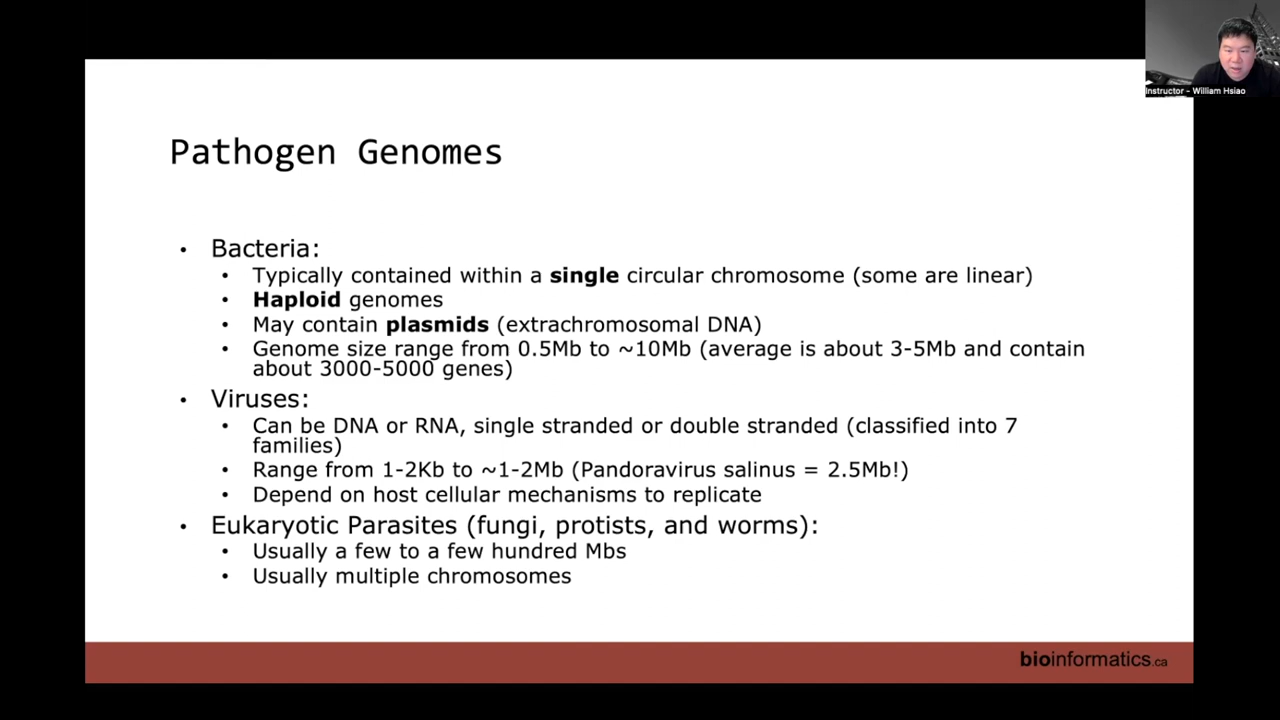 Instructor - William Hsiao
Pathogen Genomes
• Bacteria:
• Typically contained within a single circular chromosome (some are linear)
• Haploid genomes
• May contain plasmids (extrachromosomal DNA)
• Genome size range from 0.5Mb to ~10Mb (average is about 3-5Mb and contain
about 3000-5000 genes)
• Viruses:
• Can be DNA or RNA, single stranded or double stranded (classified into 7
families)
• Range from 1-2Kb to ~1-2Mb (Pandoravirus salinus = 2.5Mb!)
• Depend on host cellular mechanisms to replicate
• Eukaryotic Parasites (fungi, protists, and worms):
• Usually a few to a few hundred Mbs
• Usually multiple chromosomes
bioinformatics.ca